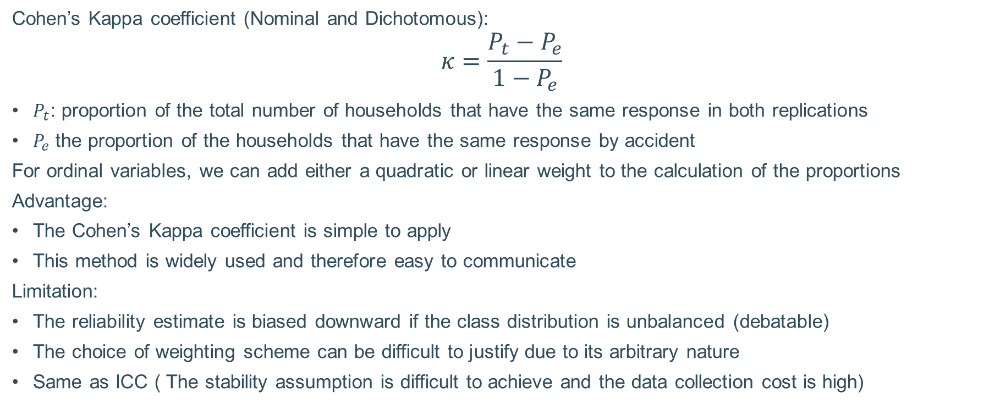 Cohen’s Kappa coefficient (Nominal and Dichotomous):
κ = (P_t − P_e) / (1 − P_e)
• P_t: proportion of the total number of households that have the same response in both replications
• P_e the proportion of the households that have the same response by accident
For ordinal variables, we can add either a quadratic or linear weight to the calculation of the proportions
Advantage:
• The Cohen’s Kappa coefficient is simple to apply
• This method is widely used and therefore easy to communicate
Limitation:
• The reliability estimate is biased downward if the class distribution is unbalanced (debatable)
• The choice of weighting scheme can be difficult to justify due to its arbitrary nature
• Same as ICC ( The stability assumption is difficult to achieve and the data collection cost is high)